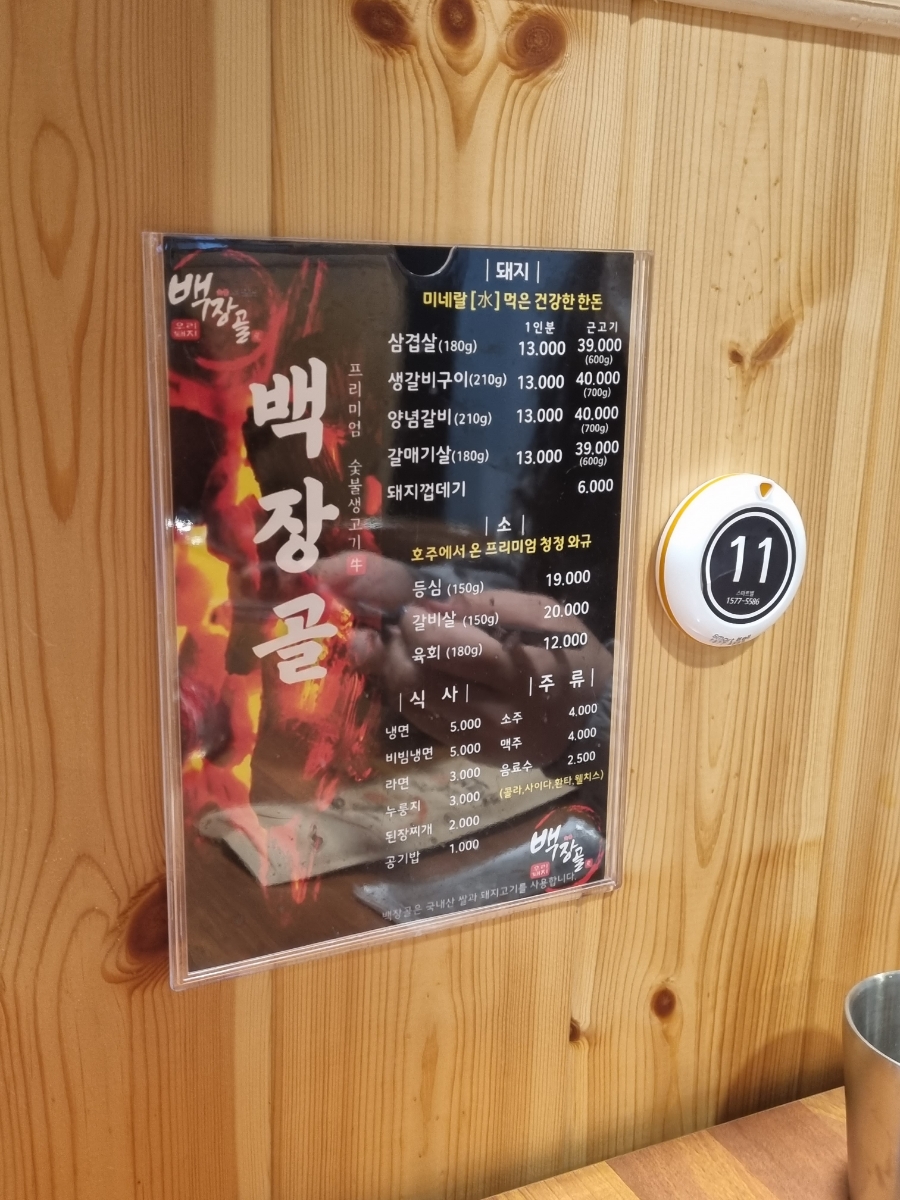 백장골
우리
돼지
백장골
프리미엄 숯불생고기 牛
| 돼지 |
미네랄[水] 먹은 건강한 한돈
1인분 근고기
삼겹살(180g) 13.000 39.000
(600g)
생갈비구이(210g) 13.000 40.000
(700g)
양념갈비(210g) 13.000 40.000
(700g)
갈매기살(180g) 13.000 39.000
(600g)
돼지껍데기 6.000
| 소 |
호주에서 온 프리미엄 청정 와규
등심 (150g) 19.000
갈비살 (150g) 20.000
육회 (180g) 12.000
| 식 사 |
냉면 5.000
비빔냉면 5.000
라면 3.000
누룽지 3,000
된장찌개 2.000
공기밥 1.000
| 주 류 |
소주 4.000
맥주 4.000
음료수 2.500
(콜라,사이다,환타,웰치스)
백장골
우리
돼지
백장골은 국내산 쌀과 돼지고기를 사용합니다.
11
스타트벨
1577-5586